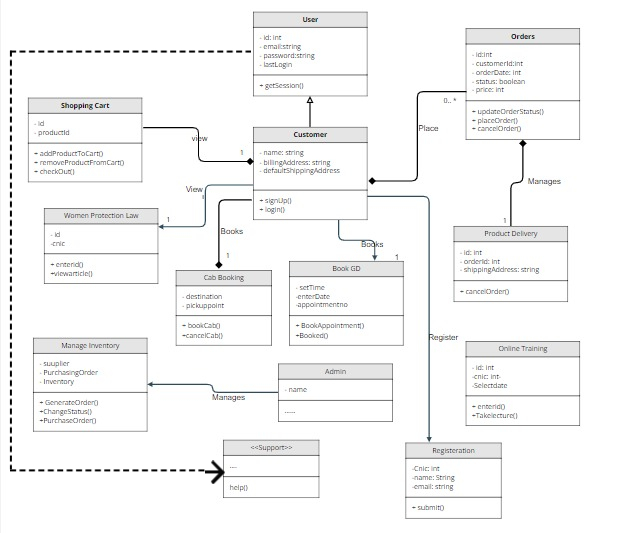 User
- id: int
- email:string
- password:string
- lastLogin
+ getSession()
Orders
- id:int
- customerId:int
- orderDate: int
- status: boolean
- price: int
+ updateOrderStatus()
+ placeOrder()
+ cancelOrder()
0.. *
Place
Shopping Cart
- id
- productId
+ addProductToCart()
+ removeProductFromCart()
+ checkOut()
view
1
Customer
- name: string
- billingAddress: string
- defaultShippingAddress
+ signUp()
+ login()
Manages
1
View
Women Protection Law
- id
-cnic
+ enterid()
+viewarticle()
1
Books
1
Books
1
Product Delivery
- id: int
- orderId: int
- shippingAddress: string
+ cancelOrder()
Cab Booking
- destination
- pickuppoint
+ bookCab()
+cancelCab()
Book GD
- setTime
-enterDate
-appointmentno
+ BookAppointment()
+Booked()
Register
Manage Inventory
- suuplier
- PurchasingOrder
- Inventory
+ GenerateOrder()
+ChangeStatus()
+PurchaseOrder()
Manages
Admin
- name
......
Online Training
- id: int
-cnic: int-
-Selectdate
+ enterid()
+Takelecture()
<<Support>>
....
help()
Registeration
-Cnic: int
-name: String
-email: string
+ submit()